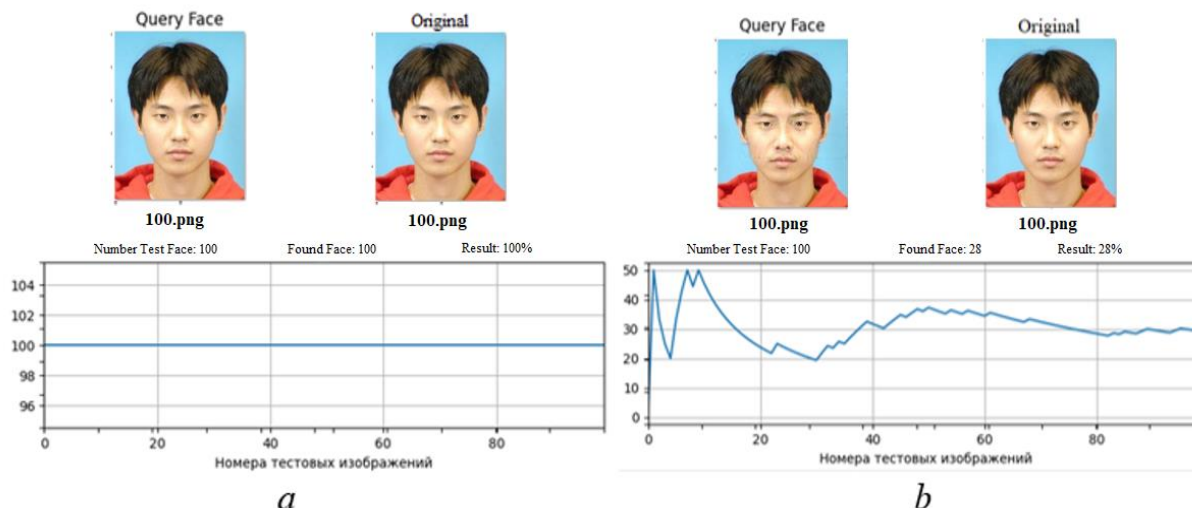 Query Face
Original
100.png
100.png
Number Test Face: 100
Found Face: 100
Result: 100%
104
102
100
98
96
0
20
40
60
80
Номера тестовых изображений
a
Query Face
Original
100.png
100.png
Number Test Face: 100
Found Face: 28
Result: 28%
50
40
30
20
10
0
0
20
40
60
80
Номера тестовых изображений
b